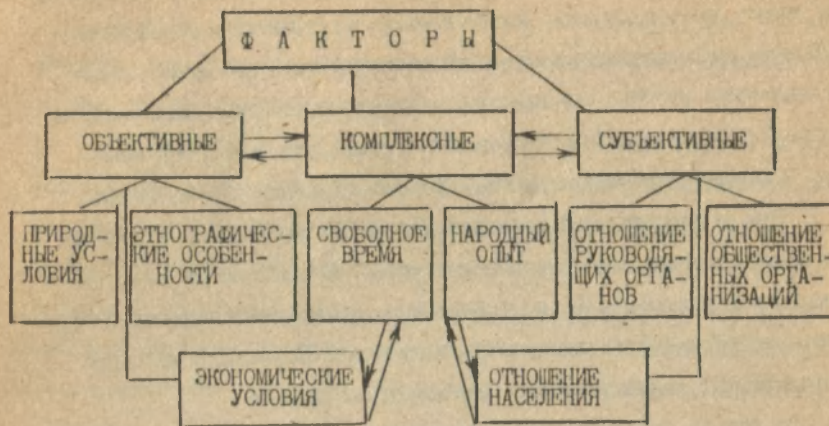 Ф А К Т О Р Ы
ОБЪЕКТИВНЫЕ
КОМПЛЕКСНЫЕ
СУБЪЕКТИВНЫЕ
ПРИРОД-
НЫЕ УС-
ЛОВИЯ
ЭТНОГРАФИЧЕС-
КИЕ ОСОБЕН-
НОСТИ
СВОБОДНОЕ
ВРЕМЯ
НАРОДНЫЙ
ОПЫТ
ОТНОШЕНИЕ
РУКОВОДЯ-
ЩИХ ОРГА-
НОВ
ОТНОШЕНИЕ
ОБЩЕСТВЕН-
НЫХ ОРГА-
НИЗАЦИЙ
ЭКОНОМИЧЕСКИЕ
УСЛОВИЯ
ОТНОШЕНИЕ
НАСЕЛЕНИЯ